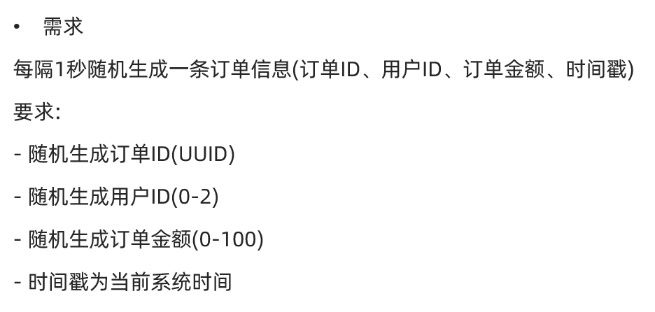 • 需求
每隔1秒随机生成一条订单信息(订单ID、用户ID、订单金额、时间戳)
要求:
- 随机生成订单ID(UUID)
- 随机生成用户ID(0-2)
- 随机生成订单金额(0-100)
- 时间戳为当前系统时间